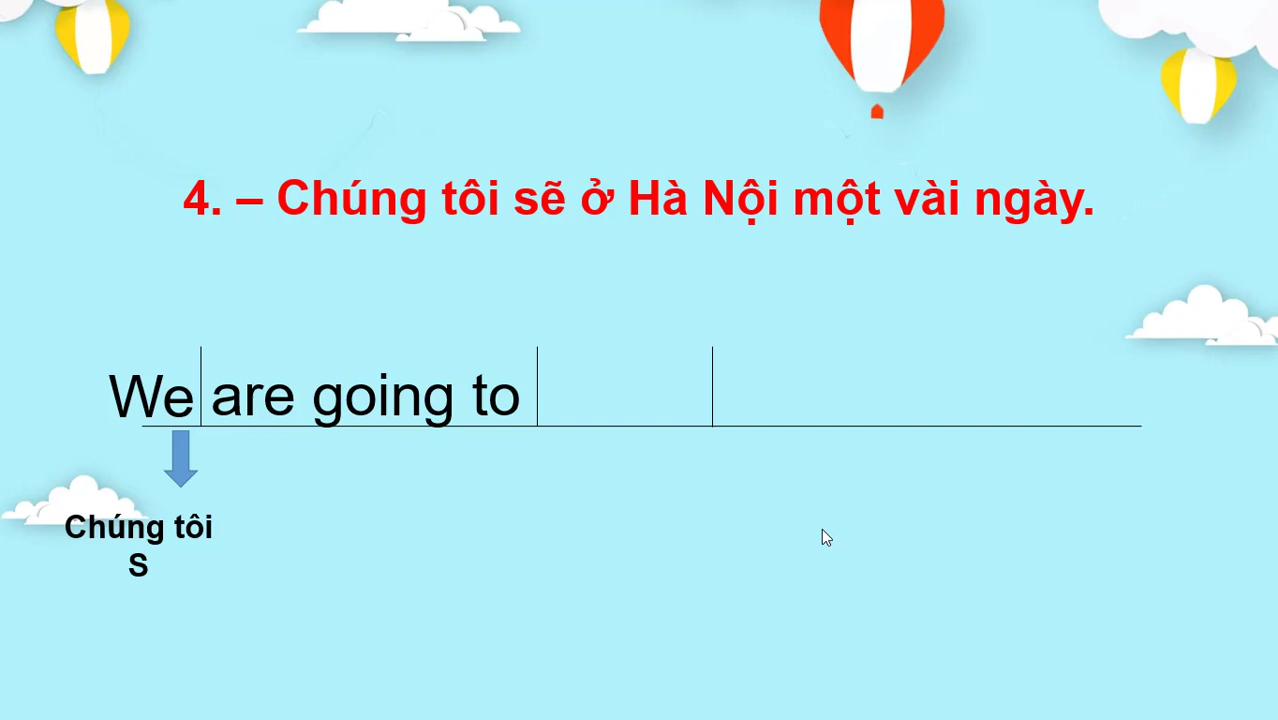 4. – Chúng tôi sẽ ở Hà Nội một vài ngày.
We are going to
Chúng tôi
S